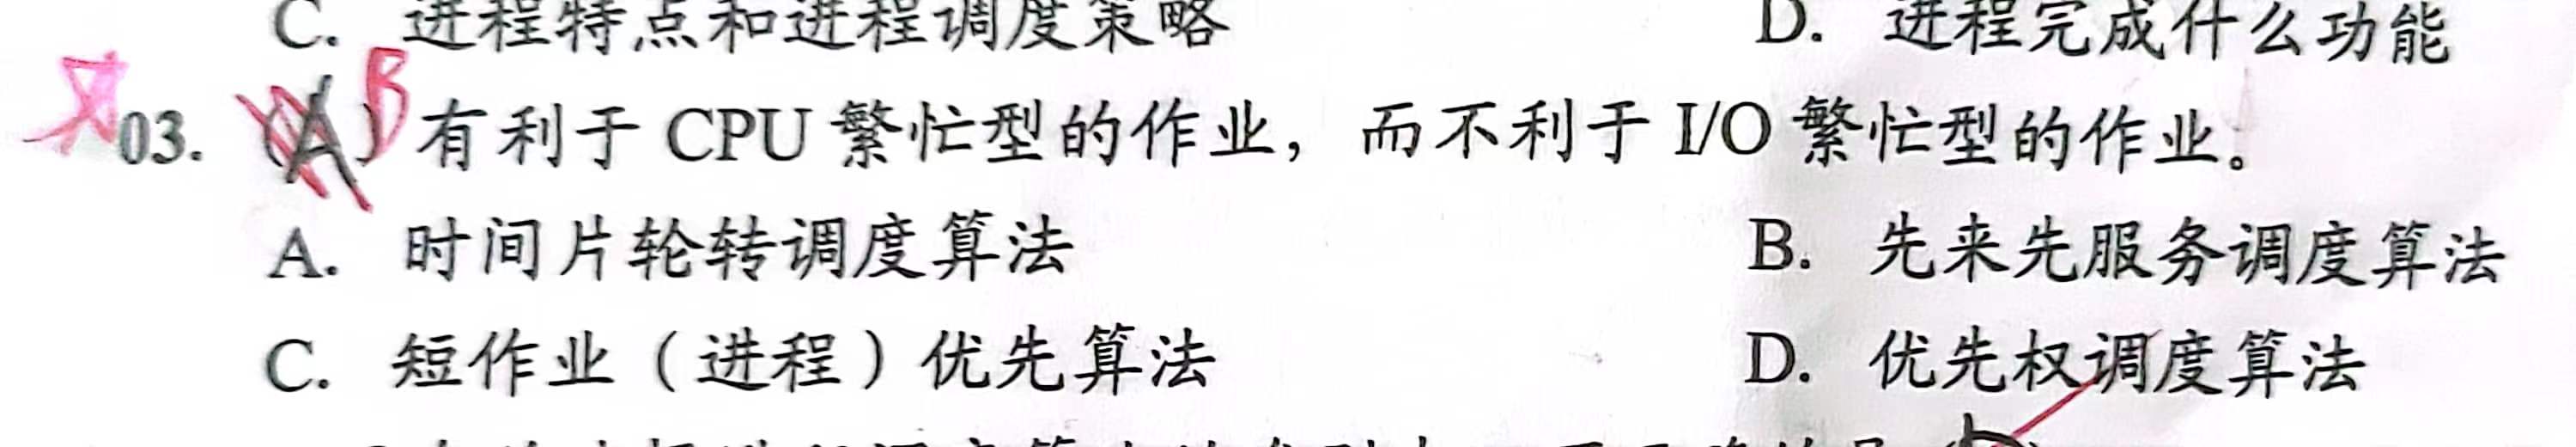 C. 进程特点和进程调度策略 D. 进程完成什么功能
03. (A) B 有利于 CPU 繁忙型的作业，而不利于 I/O 繁忙型的作业。
A. 时间片轮转调度算法 B. 先来先服务调度算法
C. 短作业（进程）优先算法 D. 优先权调度算法